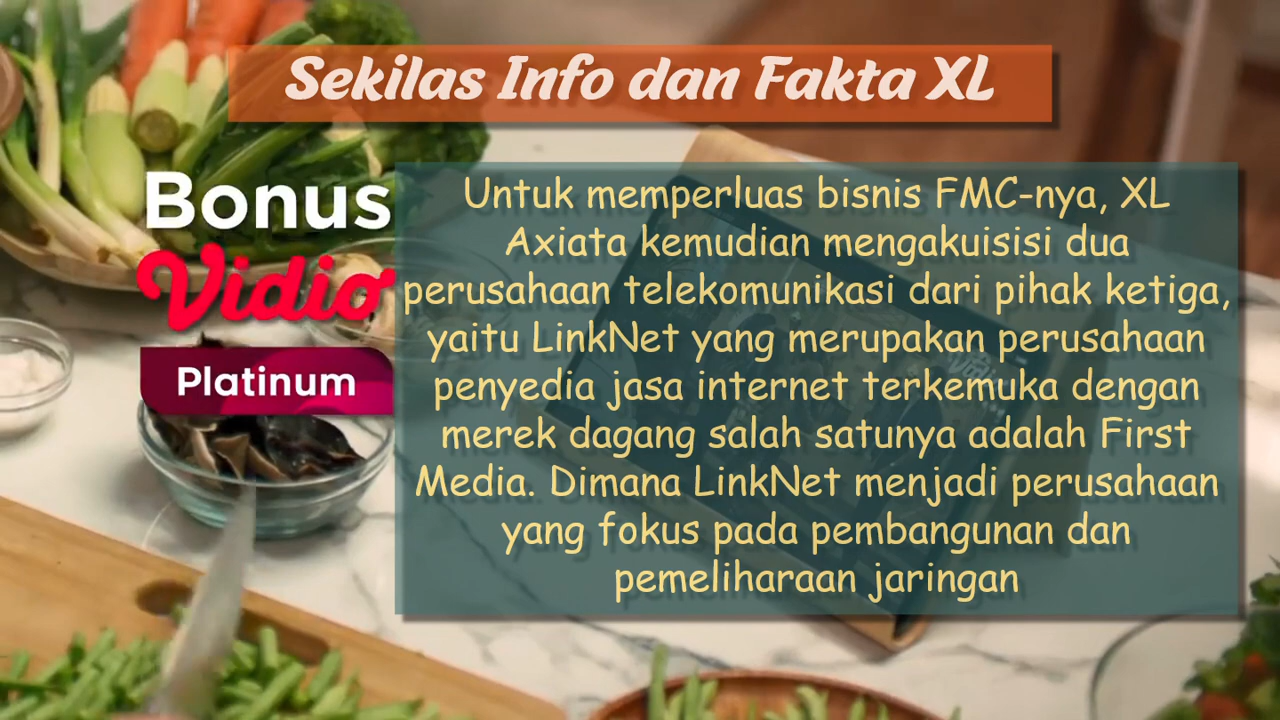 Sekilas Info dan Fakta XL
Bonus
Vidio
Platinum
Untuk memperluas bisnis FMC-nya, XL
Axiata kemudian mengakuisisi dua
perusahaan telekomunikasi dari pihak ketiga,
yaitu LinkNet yang merupakan perusahaan
penyedia jasa internet terkemuka dengan
merek dagang salah satunya adalah First
Media. Dimana LinkNet menjadi perusahaan
yang fokus pada pembangunan dan
pemeliharaan jaringan